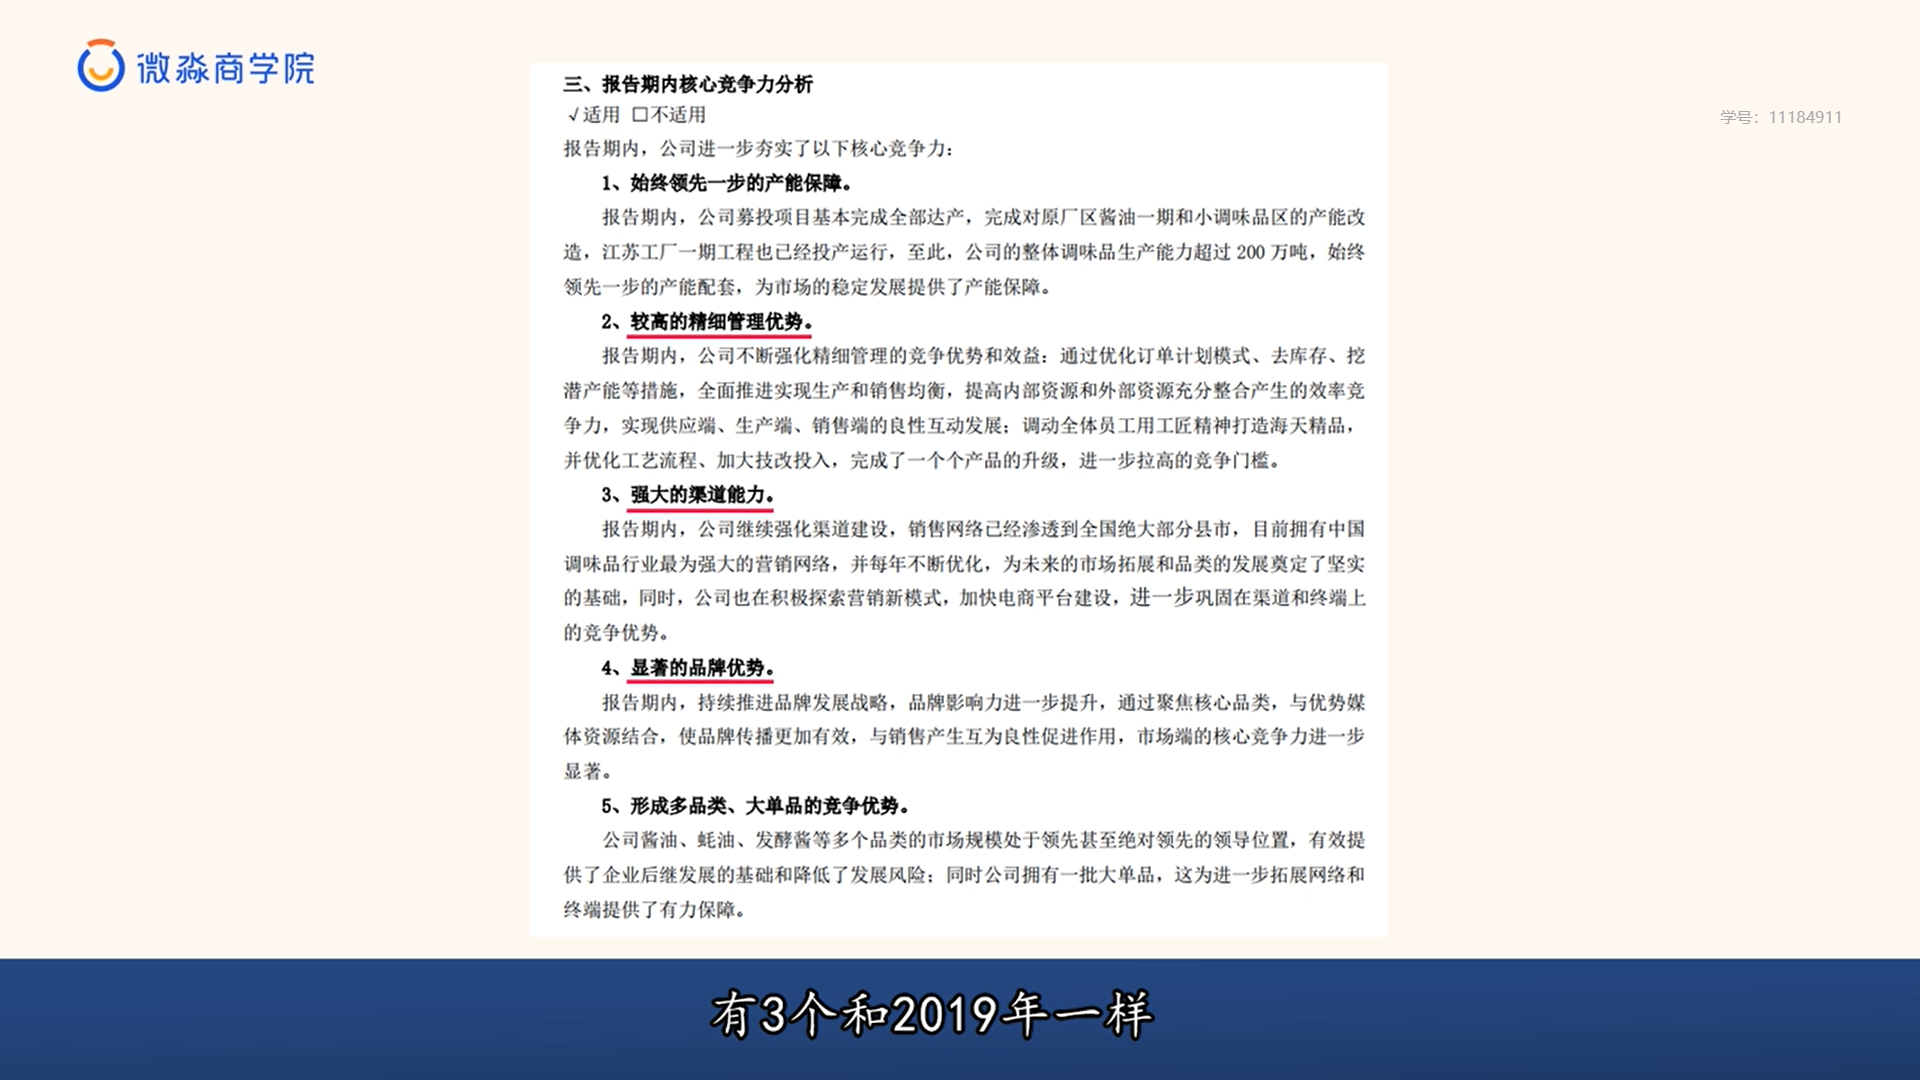 微淼商学院
学号：11184911
三、报告期内核心竞争力分析
√适用 □不适用
报告期内，公司进一步夯实了以下核心竞争力：
1、始终领先一步的产能保障。
报告期内，公司募投项目基本完成全部达产，完成对原厂区酱油一期和小调味品区的产能改
造，江苏工厂一期工程也已经投产运行，至此，公司的整体调味品生产能力超过 200 万吨，始终
领先一步的产能配套，为市场的稳定发展提供了产能保障。
2、较高的精细管理优势。
报告期内，公司不断强化精细管理的竞争优势和效益：通过优化订单计划模式、去库存、挖
潜产能等措施，全面推进实现生产和销售均衡，提高内部资源和外部资源充分整合产生的效率竞
争力，实现供应端、生产端、销售端的良性互动发展；调动全体员工用工匠精神打造海天精品，
并优化工艺流程、加大技改投入，完成了一个个产品的升级，进一步拉高的竞争门槛。
3、强大的渠道能力。
报告期内，公司继续强化渠道建设，销售网络已经渗透到全国绝大部分县市，目前拥有中国
调味品行业最为强大的营销网络，并每年不断优化，为未来的市场拓展和品类的发展奠定了坚实
的基础，同时，公司也在积极探索营销新模式，加快电商平台建设，进一步巩固在渠道和终端上
的竞争优势。
4、显著的品牌优势。
报告期内，持续推进品牌发展战略，品牌影响力进一步提升，通过聚焦核心品类，与优势媒
体资源结合，使品牌传播更加有效，与销售产生互为良性促进作用，市场端的核心竞争力进一步
显著。
5、形成多品类、大单品的竞争优势。
公司酱油、蚝油、发酵酱等多个品类的市场规模处于领先甚至绝对领先的领导位置，有效提
供了企业后继发展的基础和降低了发展风险；同时公司拥有一批大单品，这为进一步拓展网络和
终端提供了有力保障。
有3个和2019年一样